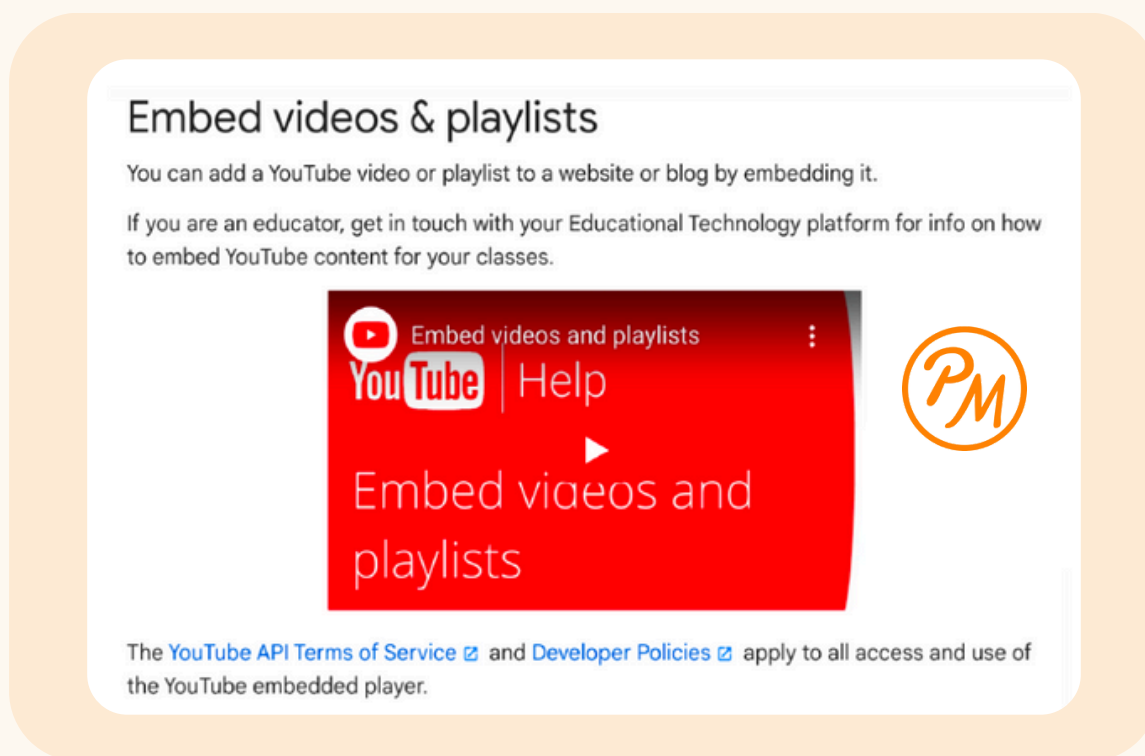 Embed videos & playlists
You can add a YouTube video or playlist to a website or blog by embedding it.
If you are an educator, get in touch with your Educational Technology platform for info on how
to embed YouTube content for your classes.
Embed videos and playlists
YouTube Help
PM
Embed videos and
playlists
The YouTube API Terms of Service and Developer Policies apply to all access and use of
the YouTube embedded player.